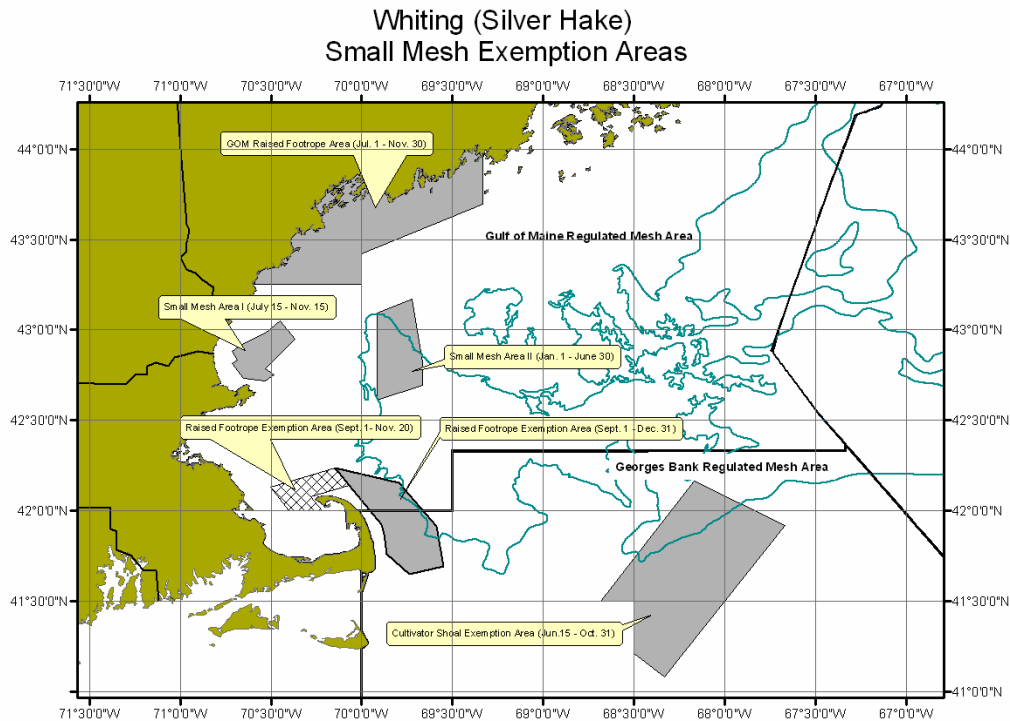 Whiting (Silver Hake)
Small Mesh Exemption Areas
71°30'0"W 71°0'0"W 70°30'0"W 70°0'0"W 69°30'0"W 69°0'0"W 68°30'0"W 68°0'0"W 67°30'0"W 67°0'0"W
44°0'0"N 44°0'0"N
GOM Raised Footrope Area (Jul. 1 - Nov. 30)
43°30'0"N 43°30'0"N
Gulf of Maine Regulated Mesh Area
Small Mesh Area I (July 15 - Nov. 15)
43°0'0"N 43°0'0"N
Small Mesh Area II (Jan. 1 - June 30)
42°30'0"N 42°30'0"N
Raised Footrope Exemption Area (Sept. 1 - Nov. 20)
Raised Footrope Exemption Area (Sept. 1 - Dec. 31)
Georges Bank Regulated Mesh Area
42°0'0"N 42°0'0"N
41°30'0"N 41°30'0"N
Cultivator Shoal Exemption Area (Jun.15 - Oct. 31)
41°0'0"N 41°0'0"N
71°30'0"W 71°0'0"W 70°30'0"W 70°0'0"W 69°30'0"W 69°0'0"W 68°30'0"W 68°0'0"W 67°30'0"W 67°0'0"W